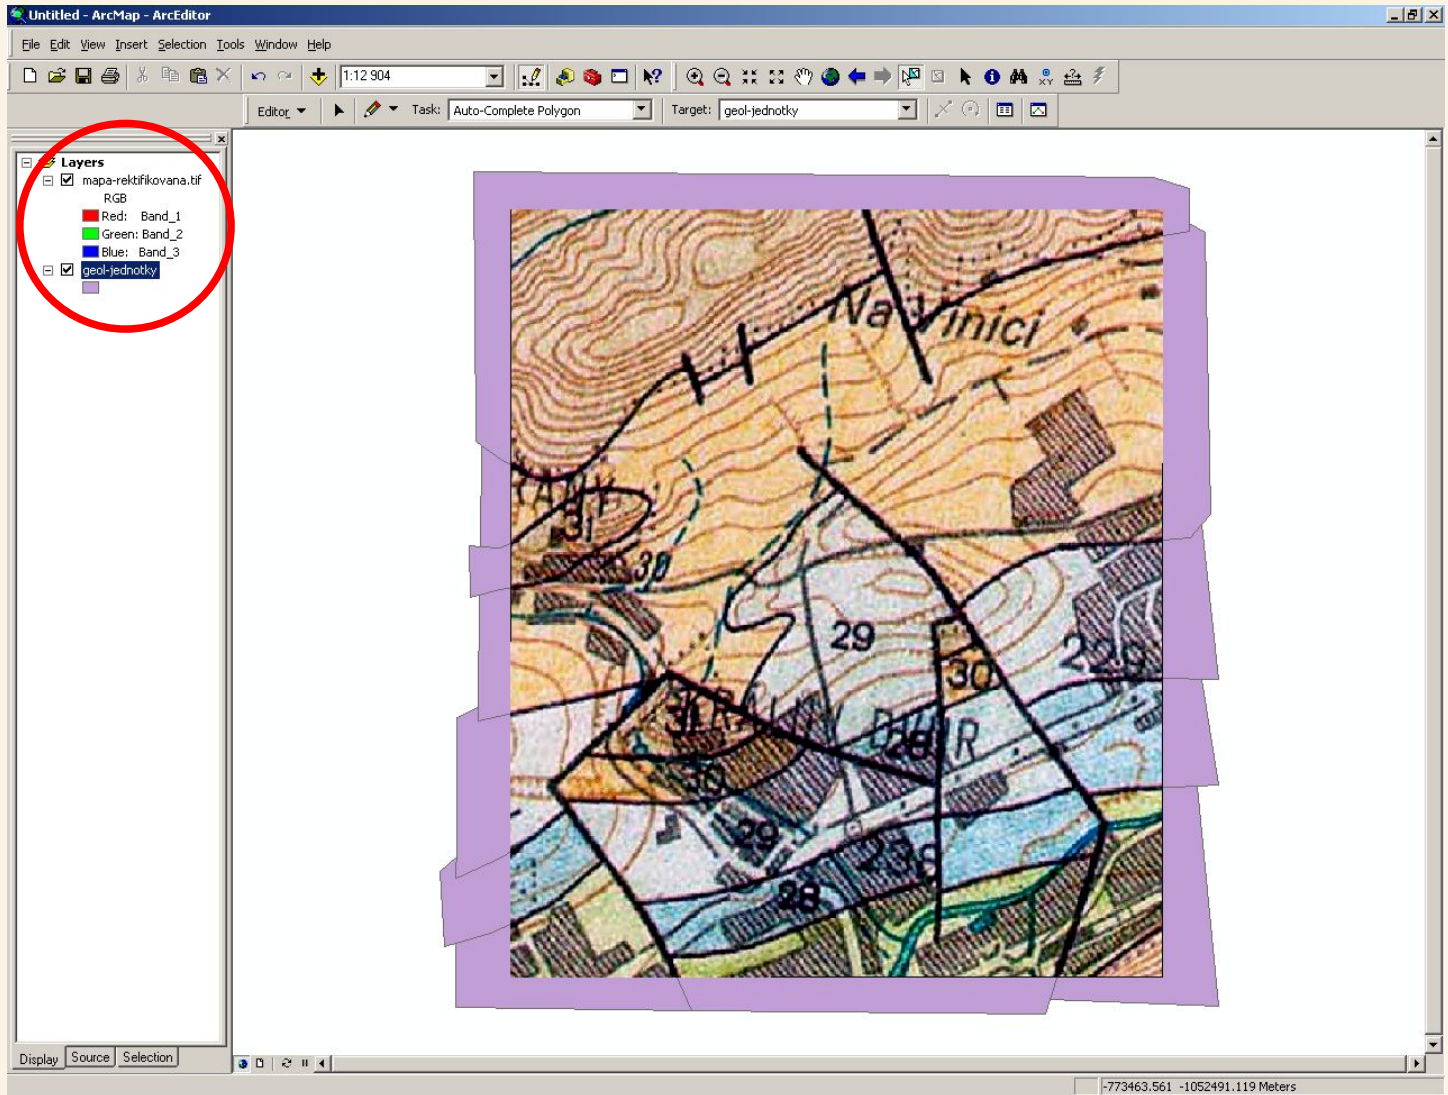 Untitled - ArcMap - ArcEditor
File Edit View Insert Selection Tools Window Help
1:12 904
Editor Task: Auto-Complete Polygon Target: geol-jednotky
Layers
mapa-rektifikovana.tif
RGB
Red: Band_1
Green: Band_2
Blue: Band_3
geol-jednotky
Na Vinici
31
30
29
30
31
28
30
29
28
Display Source Selection
-773463.561 -1052491.119 Meters